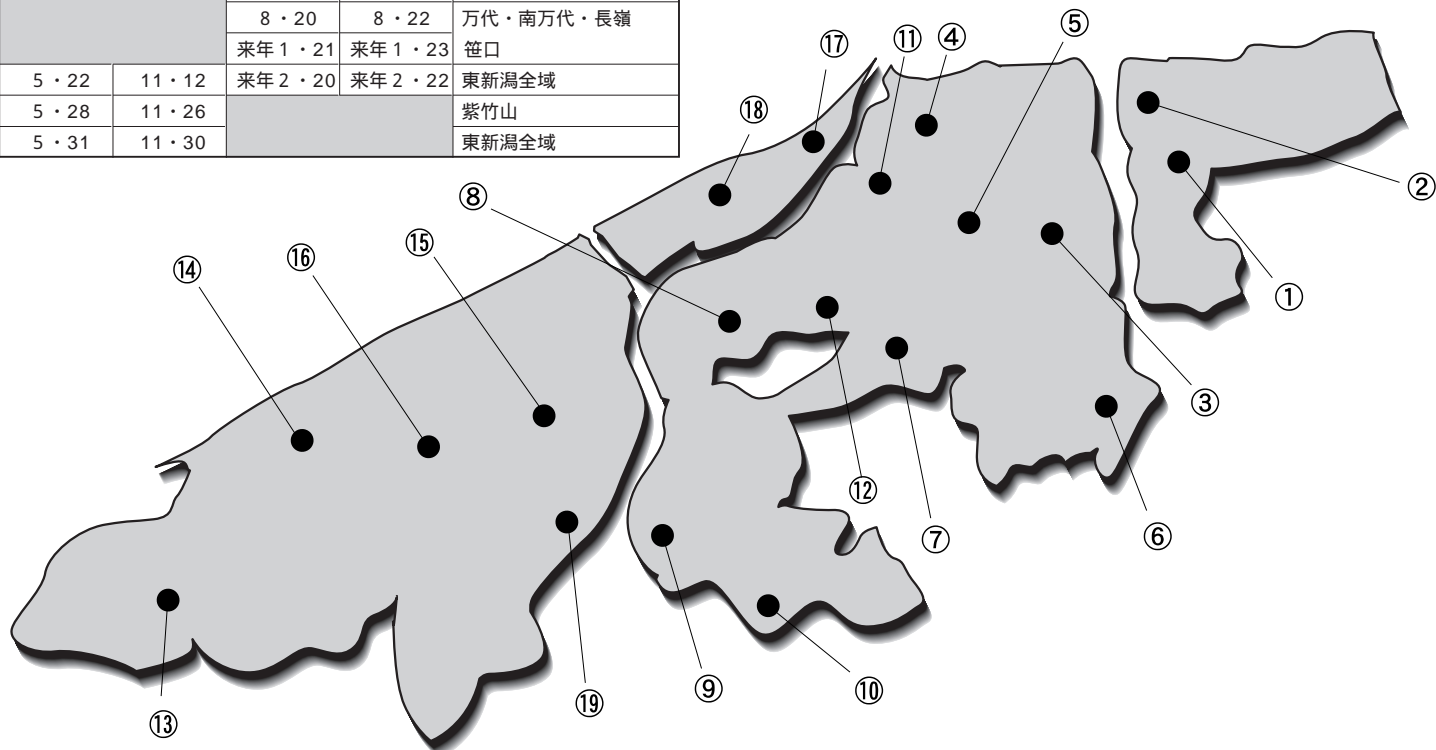 8・20 8・22 万代・南万代・長嶺
来年1・21 来年1・23 笹口
5・22 11・12 来年2・20 来年2・22 東新潟全域
5・28 11・26 紫竹山
5・31 11・30 東新潟全域
⑤
⑰ ⑪ ④
⑱
②
⑧
⑮
⑯
⑭
①
③
⑫
⑥
⑦
⑨ ⑩
⑲
⑬